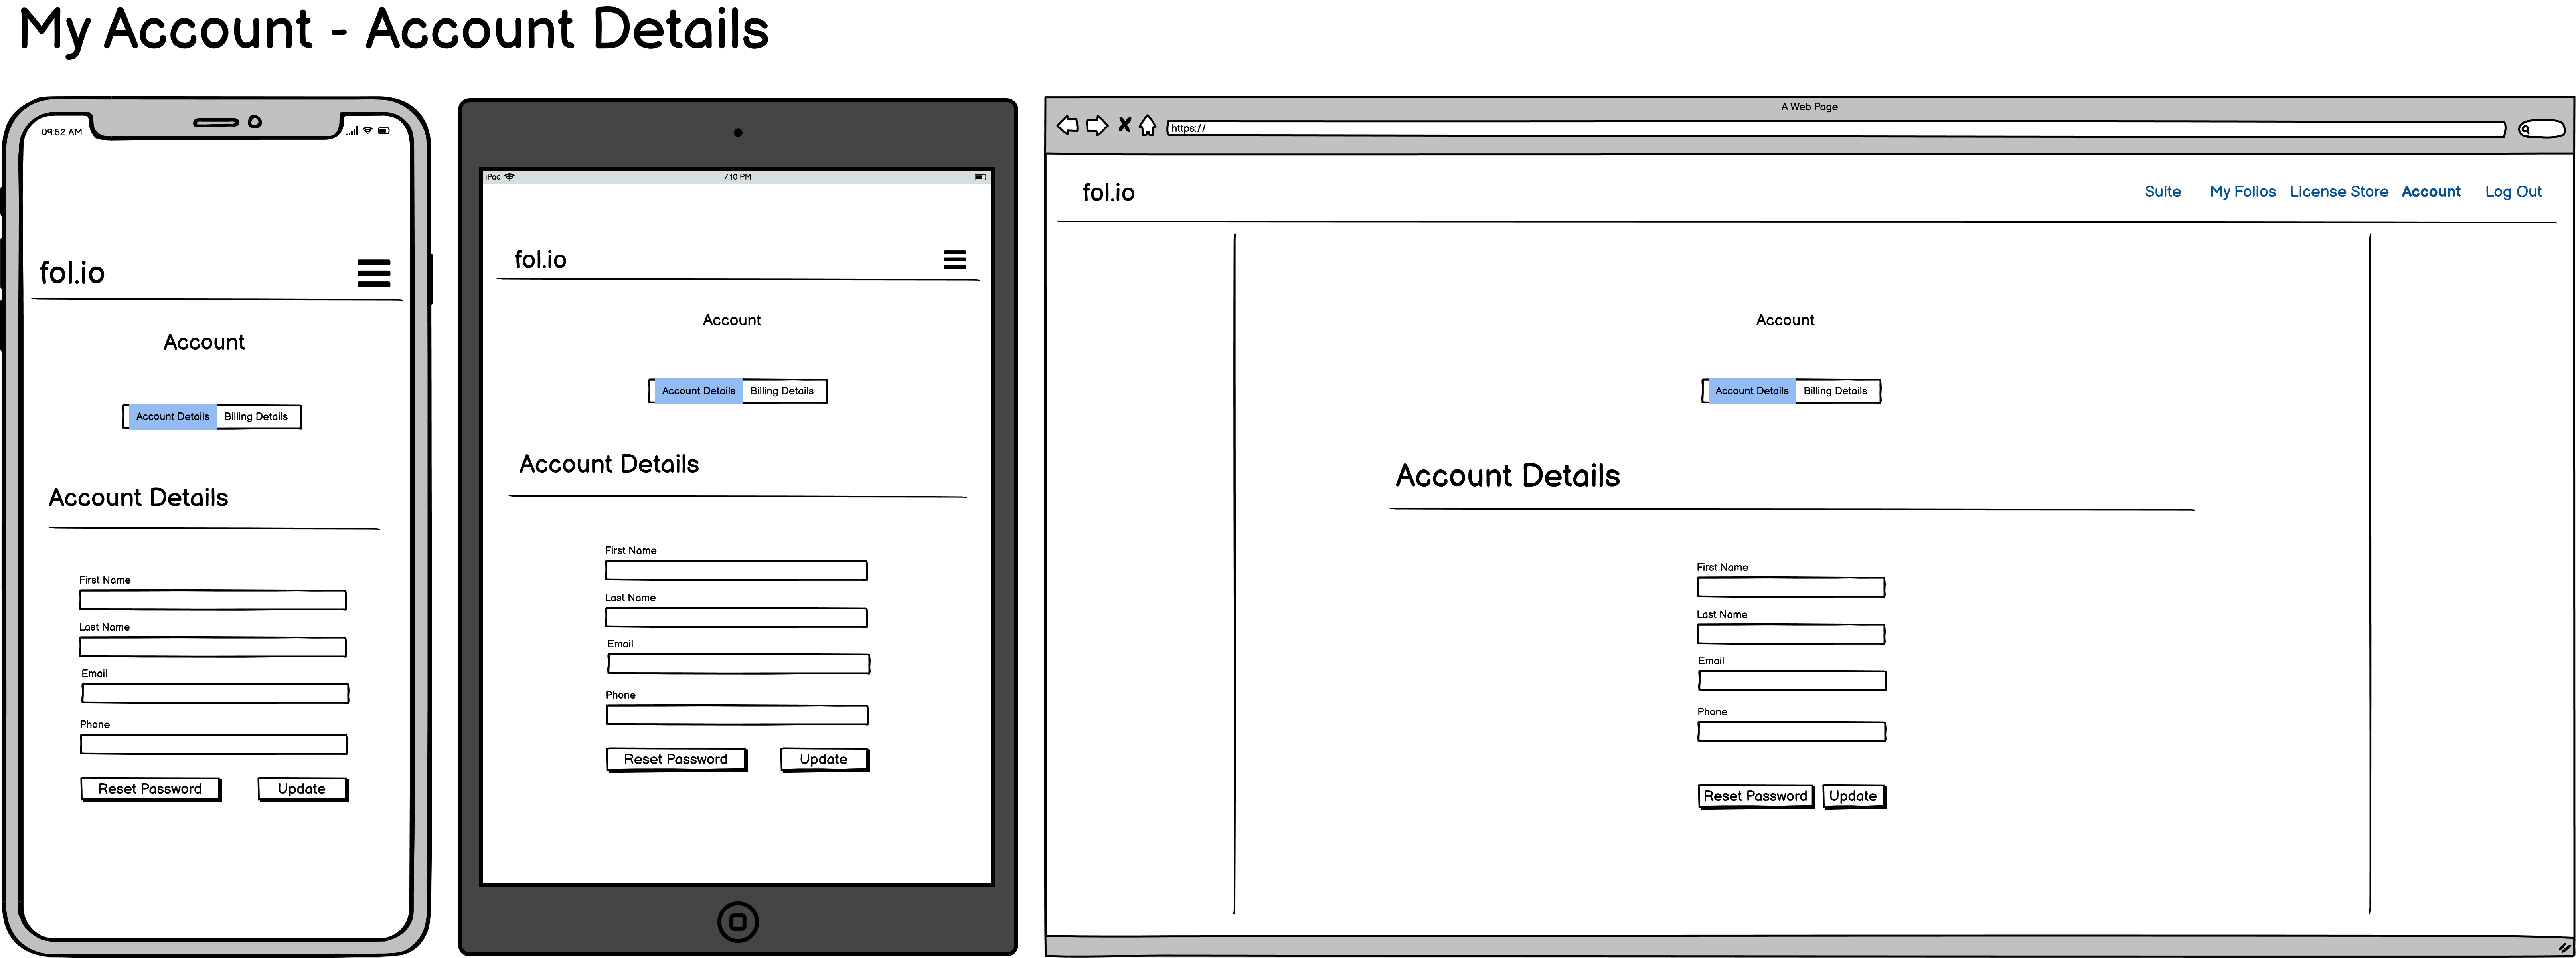 My Account - Account Details
09:52 AM
fol.io
Account
Account Details Billing Details
Account Details
First Name
Last Name
Email
Phone
Reset Password Update
iPad 7:10 PM
fol.io
Account
Account Details Billing Details
Account Details
First Name
Last Name
Email
Phone
Reset Password Update
A Web Page
https://
fol.io Suite My Folios License Store Account Log Out
Account
Account Details Billing Details
Account Details
First Name
Last Name
Email
Phone
Reset Password Update